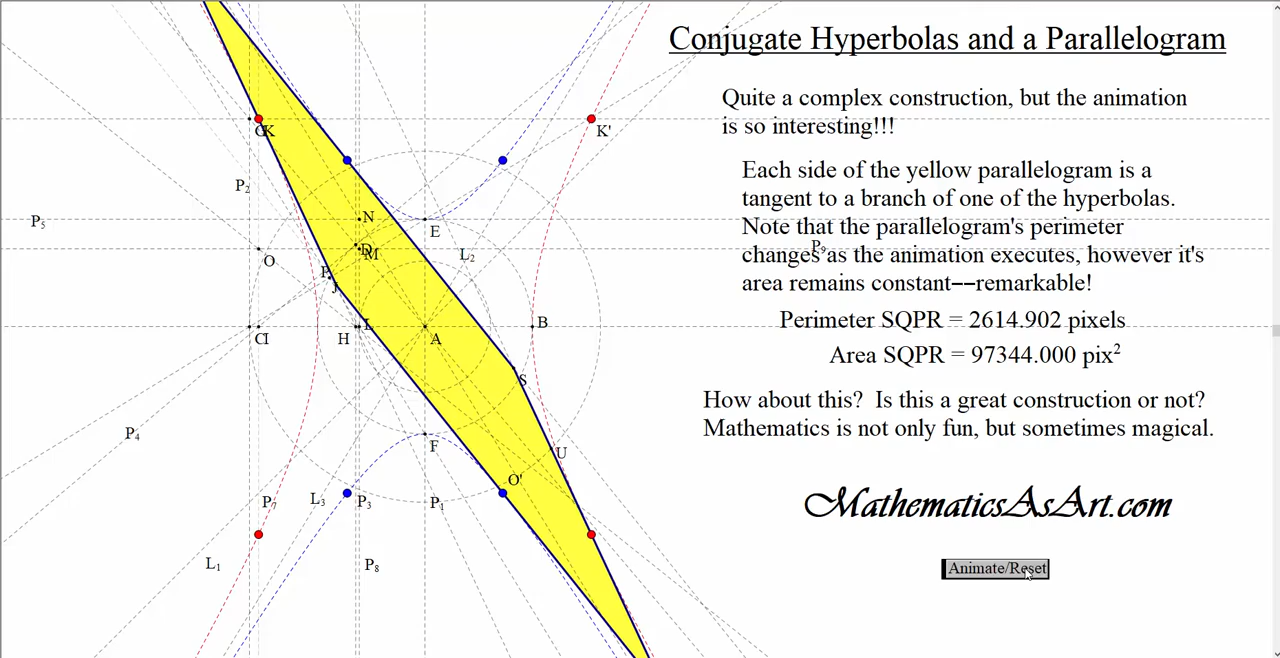 Conjugate Hyperbolas and a Parallelogram
Quite a complex construction, but the animation
is so interesting!!!
Each side of the yellow parallelogram is a
tangent to a branch of one of the hyperbolas.
Note that the parallelogram's perimeter
changes as the animation executes, however it's
area remains constant––remarkable!
Perimeter SQPR = 2614.902 pixels
Area SQPR = 97344.000 pix²
How about this?  Is this a great construction or not?
Mathematics is not only fun, but sometimes magical.
MathematicsAsArt.com
Animate/Reset
K
K'
P₂
N
P₅
E
P₉
D
M
L₂
O
J
L
B
C
I
H
A
S
P₄
F
U
O'
P₇
L₃
P₃
P₁
L₁
P₈